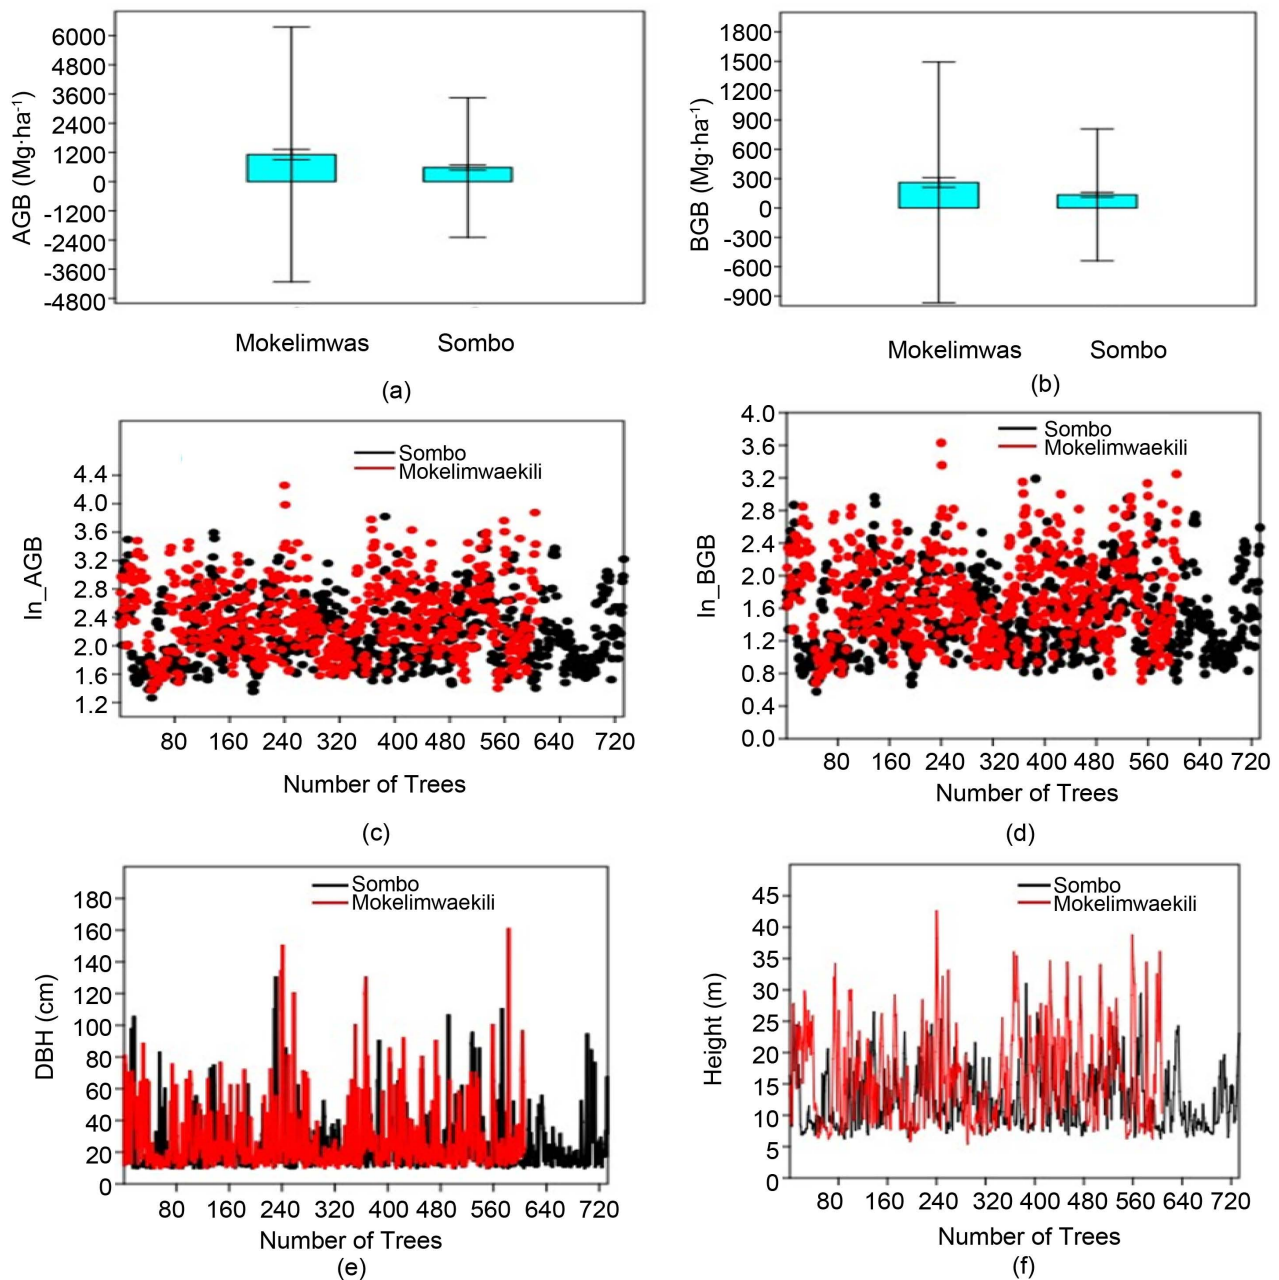 AGB (Mg·ha-1)
6000
4800
3600
2400
1200
0
-1200
-2400
-3600
-4800
Mokelimwas Sombo
(a)
BGB (Mg·ha-1)
1800
1500
1200
900
600
300
0
-300
-600
-900
Mokelimwas Sombo
(b)
ln_AGB
4.4
4.0
3.6
3.2
2.8
2.4
2.0
1.6
1.2
Sombo
Mokelimwaekili
80 160 240 320 400 480 560 640 720
Number of Trees
(c)
ln_BGB
4.0
3.6
3.2
2.8
2.4
2.0
1.6
1.2
0.8
0.4
0.0
Sombo
Mokelimwaekili
80 160 240 320 400 480 560 640 720
Number of Trees
(d)
DBH (cm)
180
160
140
120
100
80
60
40
20
0
Sombo
Mokelimwaekili
80 160 240 320 400 480 560 640 720
Number of Trees
(e)
Height (m)
45
40
35
30
25
20
15
10
5
0
Sombo
Mokelimwaekili
80 160 240 320 400 480 560 640 720
Number of Trees
(f)